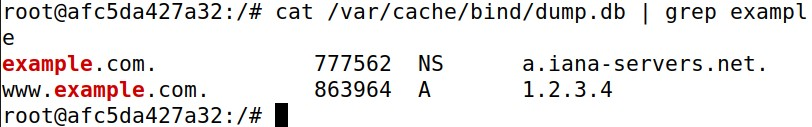 root@afc5da427a32:/# cat /var/cache/bind/dump.db | grep exampl
e
example.com. 777562 NS a.iana-servers.net.
www.example.com. 863964 A 1.2.3.4
root@afc5da427a32:/#